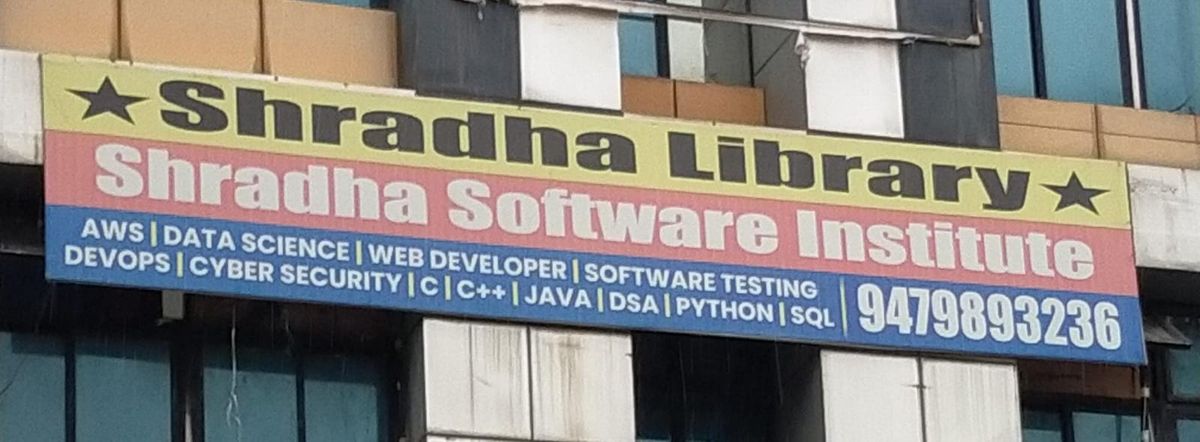 ★ Shradha Library ★
Shradha Software Institute
AWS | DATA SCIENCE | WEB DEVELOPER | SOFTWARE TESTING
DEVOPS | CYBER SECURITY | C | C++ | JAVA | DSA | PYTHON | SQL
9479893236